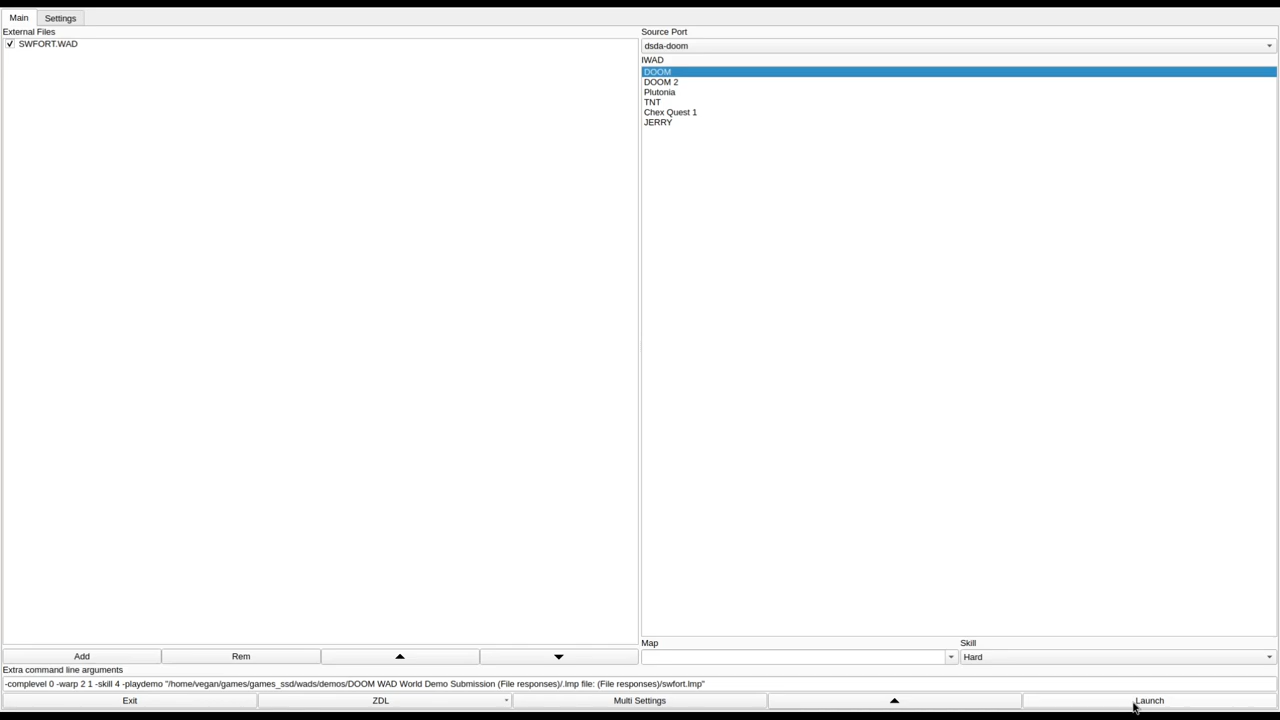 Main Settings
External Files
SWFORT.WAD
Source Port
dsda-doom
IWAD
DOOM
DOOM 2
Plutonia
TNT
Chex Quest 1
JERRY
Map
Skill
Hard
Add Rem
Extra command line arguments
-complevel 0 -warp 2 1 -skill 4 -playdemo "/home/vegan/games/games_ssd/wads/demos/DOOM WAD World Demo Submission (File responses)/.lmp file: (File responses)/swfort.lmp"
Exit ZDL Multi Settings Launch